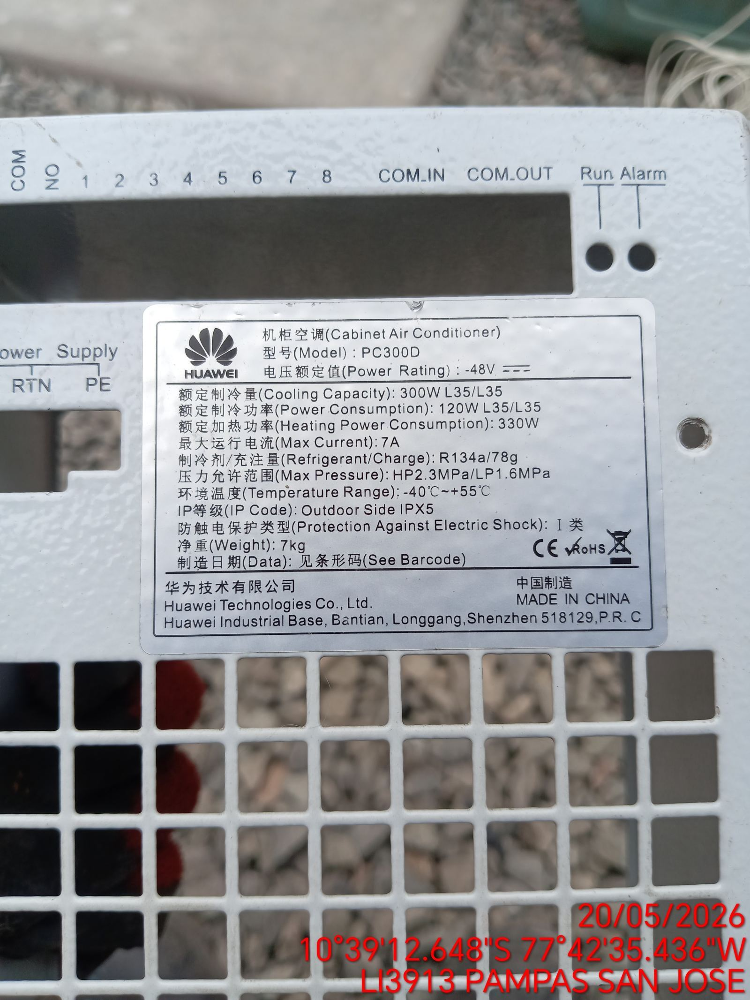 COM
NO
1 2 3 4 5 6 7 8 COM_IN COM_OUT Run Alarm
Supply
RTN PE
HUAWEI
机柜空调(Cabinet Air Conditioner)
型号(Model) : PC300D
电压额定值(Power Rating) : -48V
额定制冷量(Cooling Capacity): 300W L35/L35
额定制冷功率(Power Consumption): 120W L35/L35
额定加热功率(Heating Power Consumption): 330W
最大运行电流(Max Current): 7A
制冷剂/充注量(Refrigerant/Charge): R134a/78g
压力允许范围(Max Pressure): HP2.3MPa/LP1.6MPa
环境温度(Temperature Range): -40℃~+55℃
IP等级(IP Code): Outdoor Side IPX5
防触电保护类型(Protection Against Electric Shock): I 类
净重(Weight): 7kg
制造日期(Data): 见条形码(See Barcode)
CE RoHS
华为技术有限公司
中国制造
Huawei Technologies Co., Ltd.
MADE IN CHINA
Huawei Industrial Base, Bantian, Longgang,Shenzhen 518129,P.R. C
20/05/2026
10°39'12.648"S 77°42'35.436"W
LI3913 PAMPAS SAN JOSE